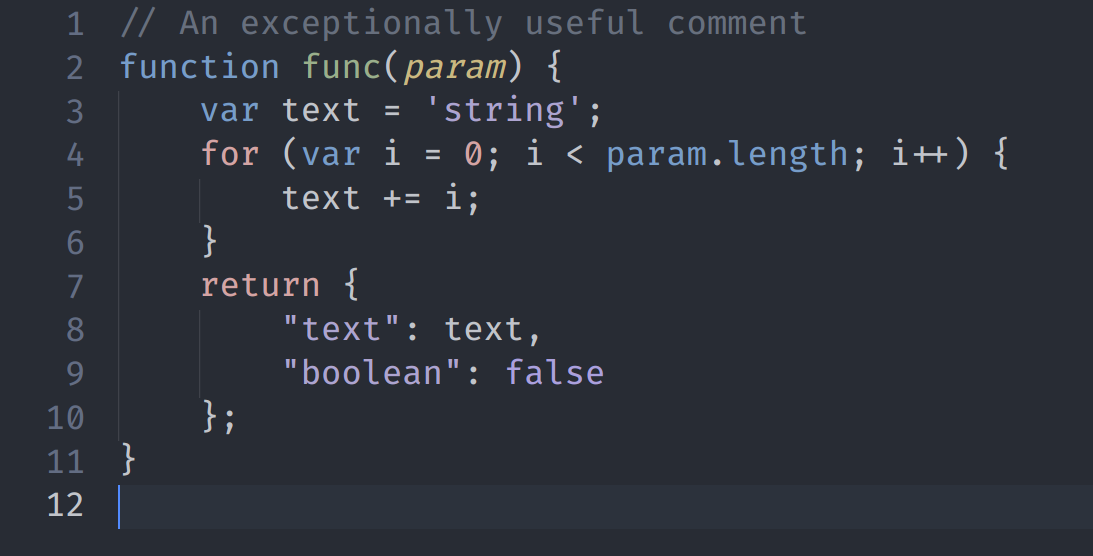 1 // An exceptionally useful comment
2 function func(param) {
3     var text = 'string';
4     for (var i = 0; i < param.length; i++) {
5         text += i;
6     }
7     return {
8         "text": text,
9         "boolean": false
10     };
11 }
12